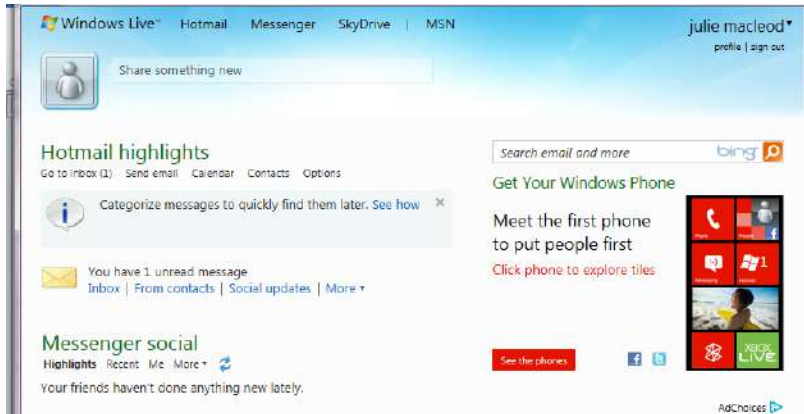 Windows Live™ Hotmail Messenger SkyDrive | MSN
julie macleod
profile | sign out
Share something new
Hotmail highlights
Go to inbox (1) Send email Calendar Contacts Options
Categorize messages to quickly find them later. See how ×
You have 1 unread message
Inbox | From contacts | Social updates | More
Messenger social
Highlights Recent Me More
Your friends haven't done anything new lately.
Search email and more bing
Get Your Windows Phone
Meet the first phone
to put people first
Click phone to explore tiles
See the phones
1
XBOX
LIVE
AdChoices